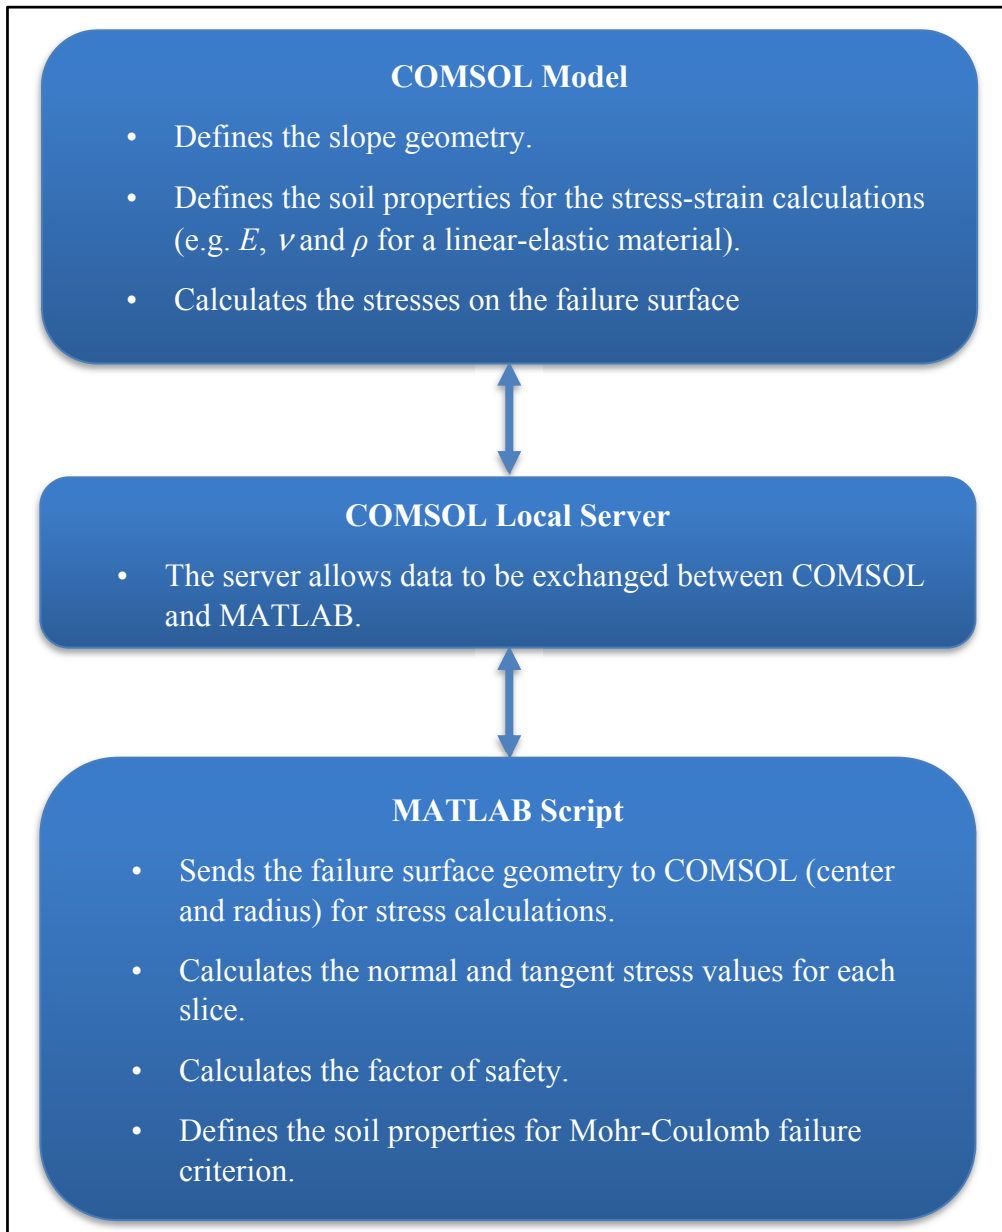 COMSOL Model
• Defines the slope geometry.
• Defines the soil properties for the stress-strain calculations
(e.g. E, ν and ρ for a linear-elastic material).
• Calculates the stresses on the failure surface
COMSOL Local Server
• The server allows data to be exchanged between COMSOL
and MATLAB.
MATLAB Script
• Sends the failure surface geometry to COMSOL (center
and radius) for stress calculations.
• Calculates the normal and tangent stress values for each
slice.
• Calculates the factor of safety.
• Defines the soil properties for Mohr-Coulomb failure
criterion.